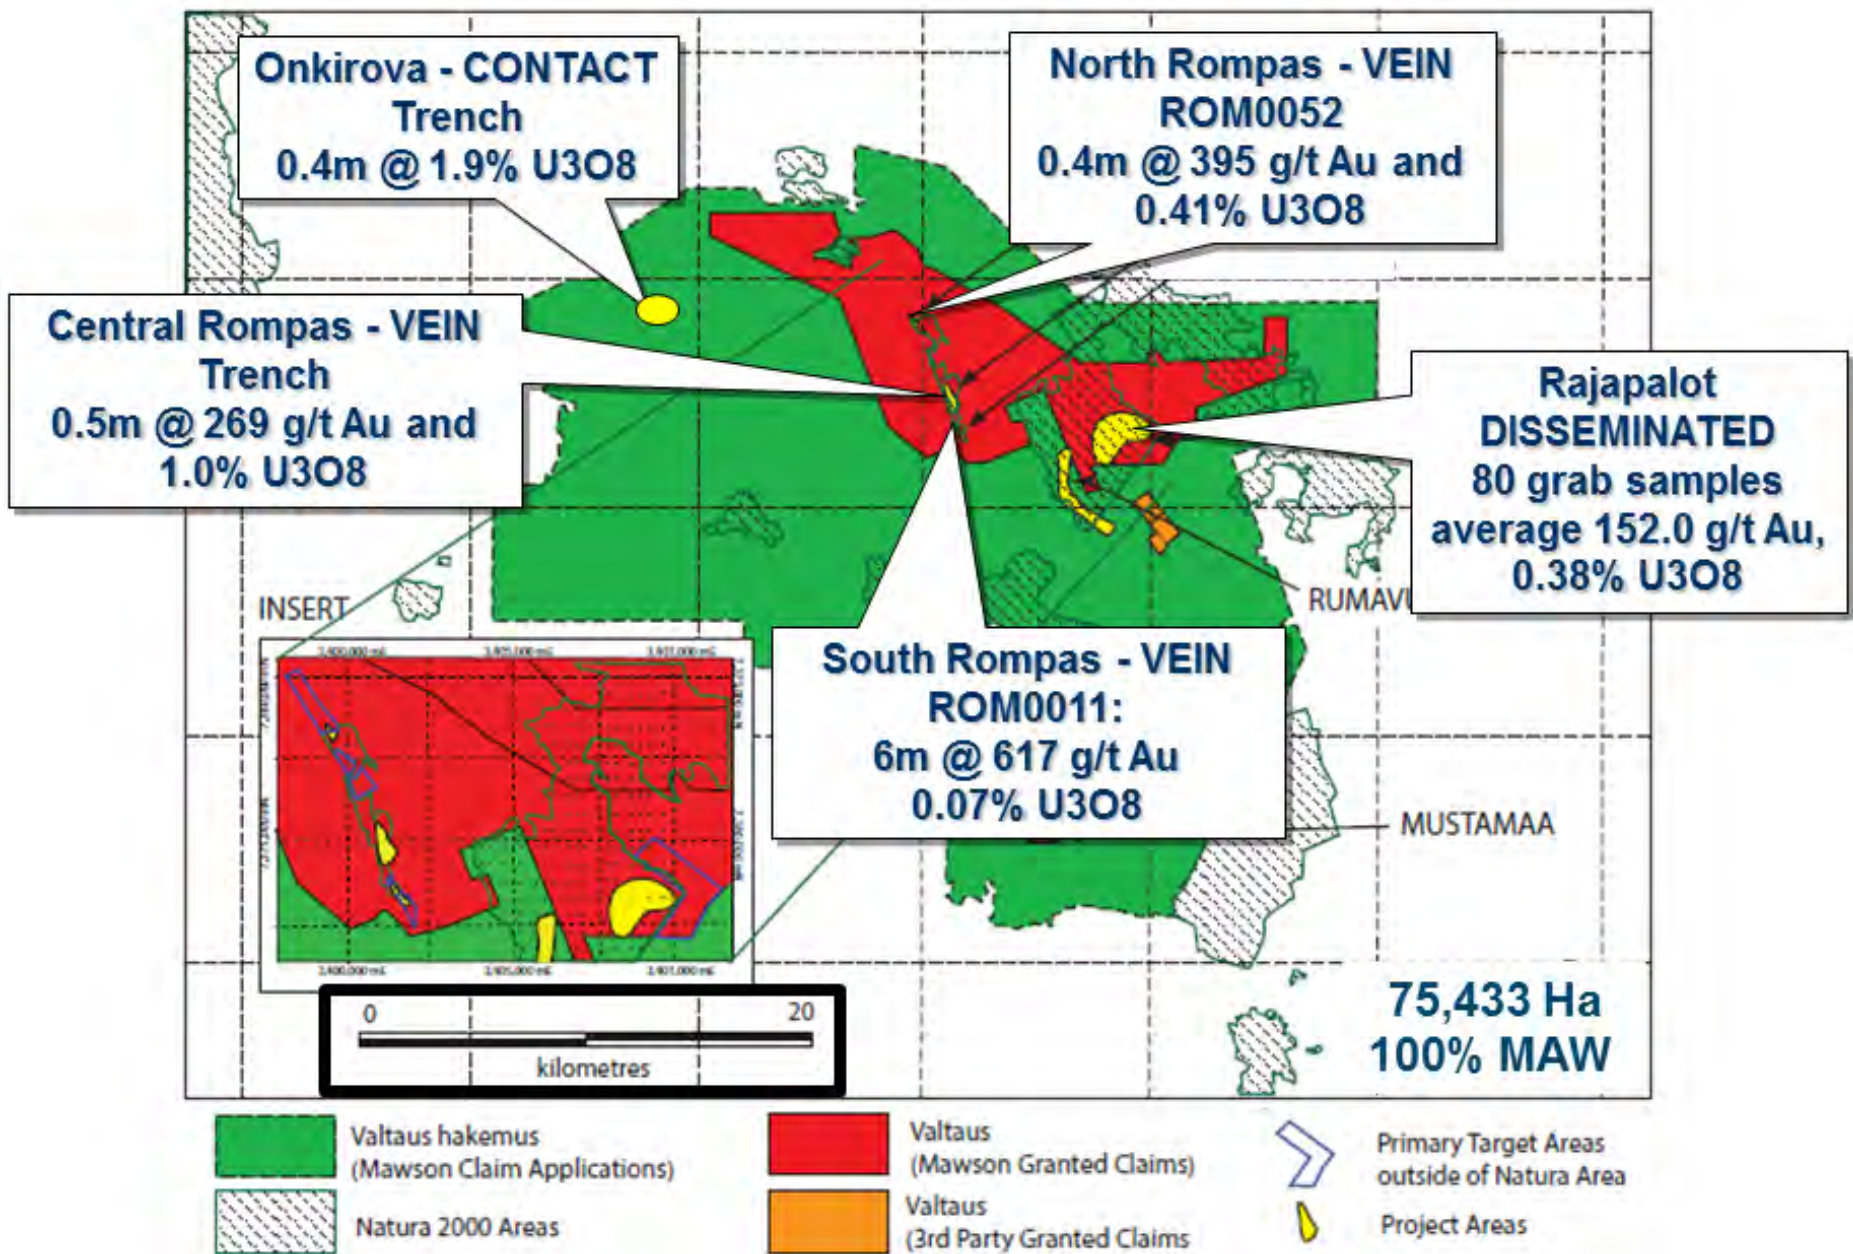 Onkirova - CONTACT
Trench
0.4m @ 1.9% U3O8
North Rompas - VEIN
ROM0052
0.4m @ 395 g/t Au and
0.41% U3O8
Central Rompas - VEIN
Trench
0.5m @ 269 g/t Au and
1.0% U3O8
Rajapalot
DISSEMINATED
80 grab samples
average 152.0 g/t Au,
0.38% U3O8
South Rompas - VEIN
ROM0011:
6m @ 617 g/t Au
0.07% U3O8
INSERT
MUSTAMAA
75,433 Ha
100% MAW
0 20
kilometres
Valtaus hakemus
(Mawson Claim Applications)
Natura 2000 Areas
Valtaus
(Mawson Granted Claims)
Valtaus
(3rd Party Granted Claims
Primary Target Areas
outside of Natura Area
Project Areas